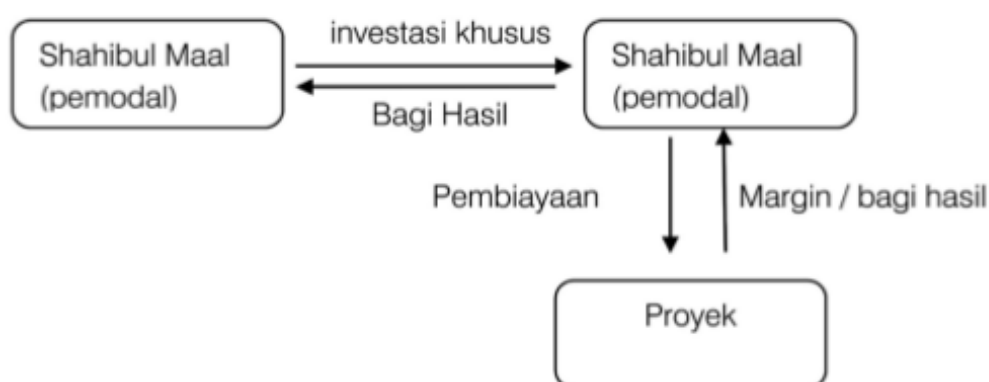 investasi khusus
Shahibul Maal
(pemodal)
Shahibul Maal
(pemodal)
Bagi Hasil
Pembiayaan
Margin / bagi hasil
Proyek